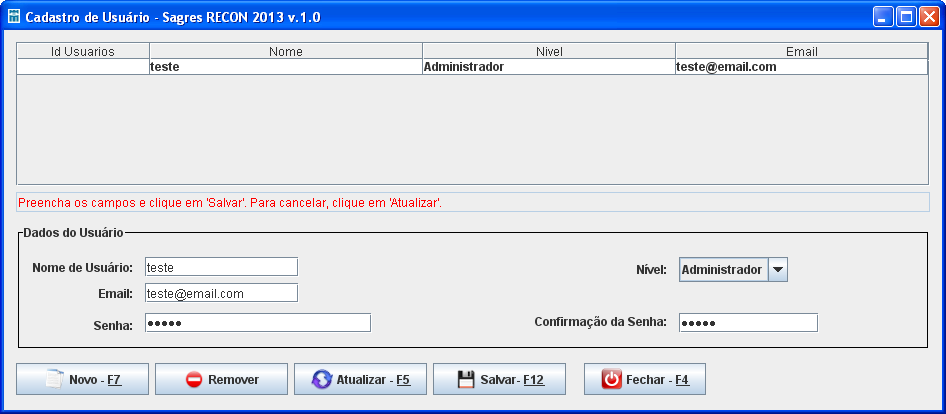 Cadastro de Usuário - Sagres RECON 2013 v.1.0
Id Usuarios Nome Nivel Email
teste Administrador teste@email.com
Preencha os campos e clique em 'Salvar'. Para cancelar, clique em 'Atualizar'.
Dados do Usuário
Nome de Usuário: teste Nível: Administrador
Email: teste@email.com
Senha: ••••• Confirmação da Senha: •••••
Novo - F7 Remover Atualizar - F5 Salvar- F12 Fechar - F4